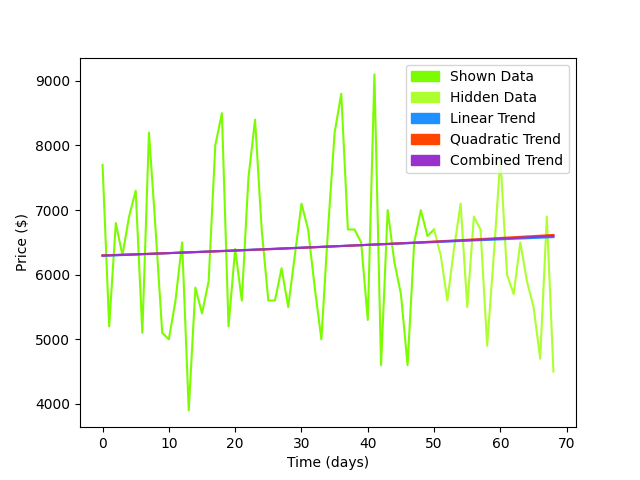 9000
8000
7000
6000
5000
4000
Price ($)
0 10 20 30 40 50 60 70
Time (days)
Shown Data
Hidden Data
Linear Trend
Quadratic Trend
Combined Trend